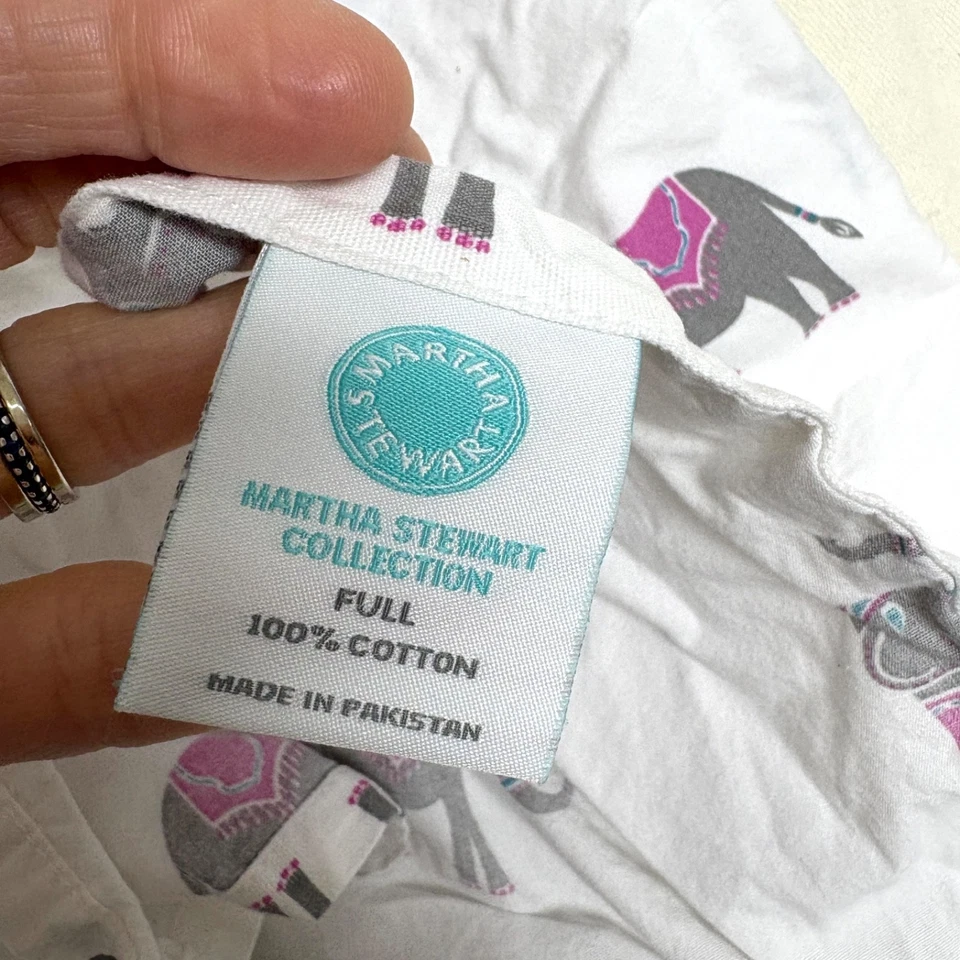 MARTHA
STEWART
MARTHA STEWART
COLLECTION
FULL
100% COTTON
MADE IN PAKISTAN